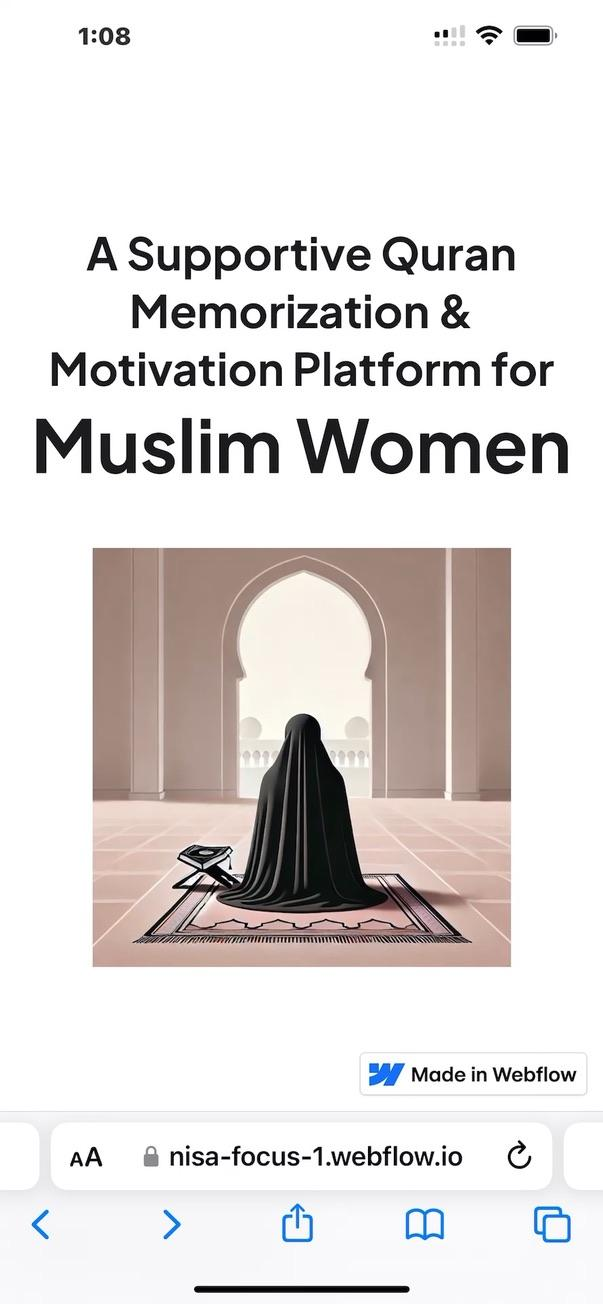 1:08
A Supportive Quran
Memorization &
Motivation Platform for
Muslim Women
Made in Webflow
AA nisa-focus-1.webflow.io